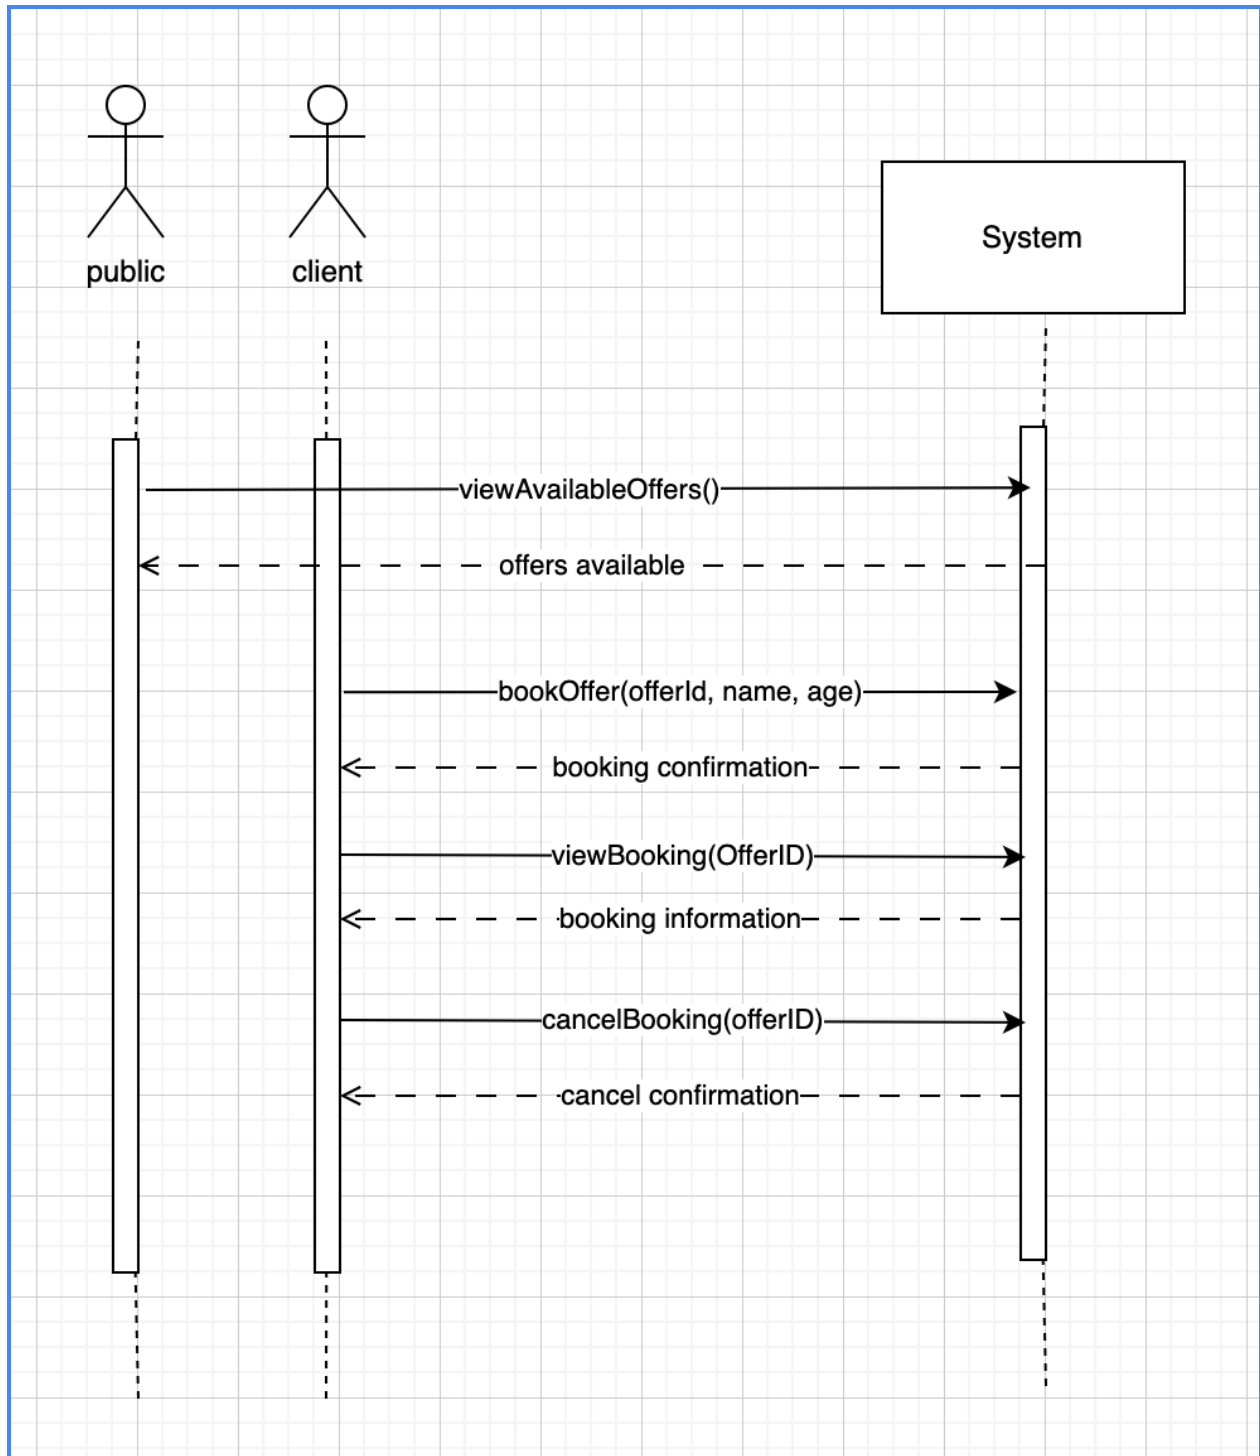 public
client
System
viewAvailableOffers()
offers available
bookOffer(offerId, name, age)
booking confirmation
viewBooking(OfferID)
booking information
cancelBooking(offerID)
cancel confirmation